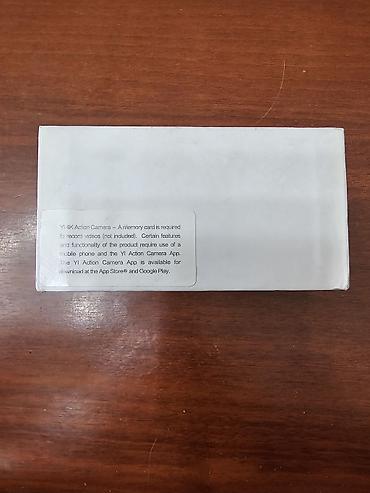 YI 4K Action Camera – A memory card is required
to record videos (not included). Certain features
and functionality of the product require use of a
mobile phone and the YI Action Camera App.
The YI Action Camera App is available for
download at the App Store® and Google Play.